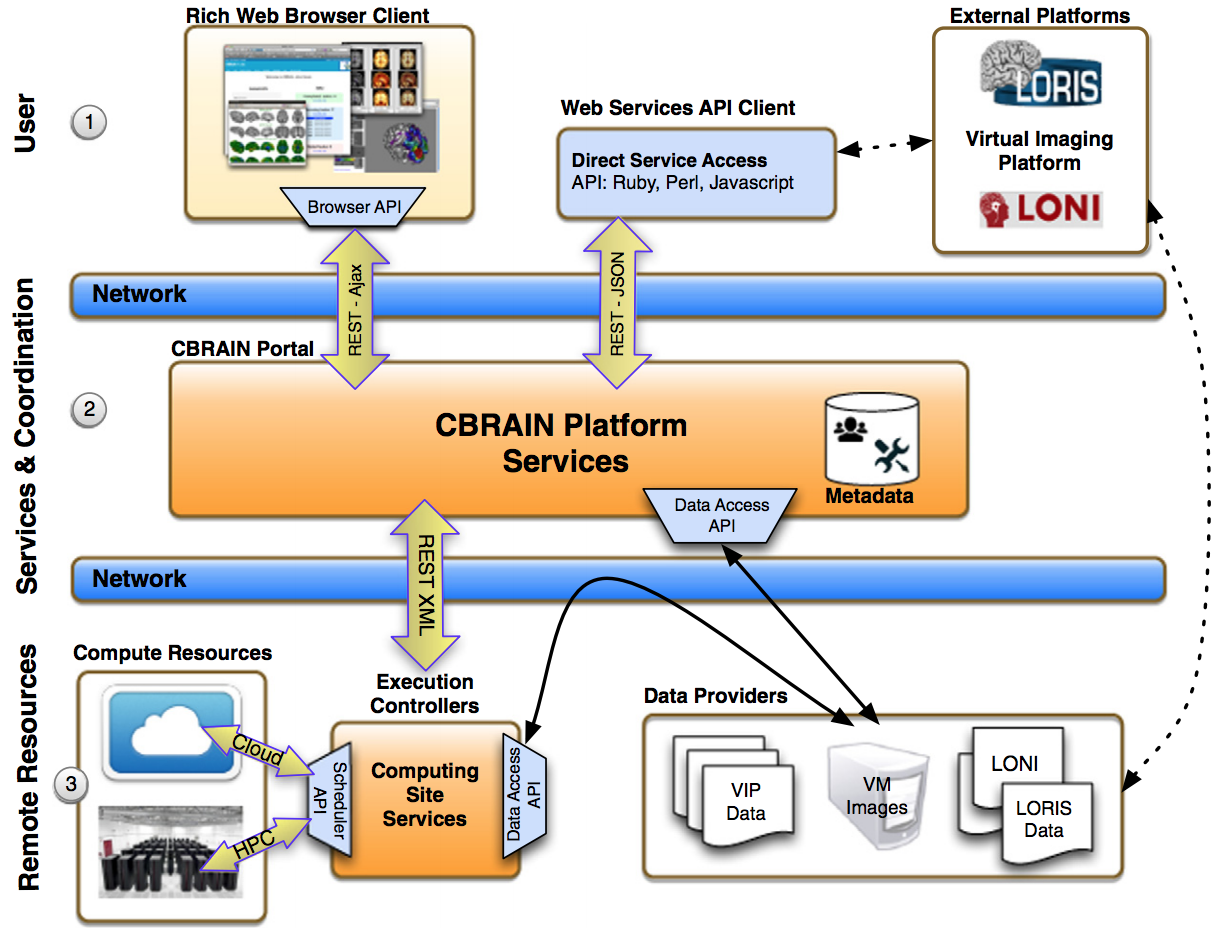 Rich Web Browser Client
External Platforms
User
1
Browser API
Web Services API Client
Direct Service Access
API: Ruby, Perl, Javascript
LORIS
Virtual Imaging
Platform
LONI
Network
REST - Ajax
REST - JSON
Services & Coordination
2
CBRAIN Portal
CBRAIN Platform
Services
Metadata
Data Access
API
Network
REST XML
Remote Resources
3
Compute Resources
Cloud
HPC
Execution
Controllers
Scheduler
API
Computing
Site
Services
Data Access
API
Data Providers
VIP
Data
VM
Images
LONI
LORIS
Data